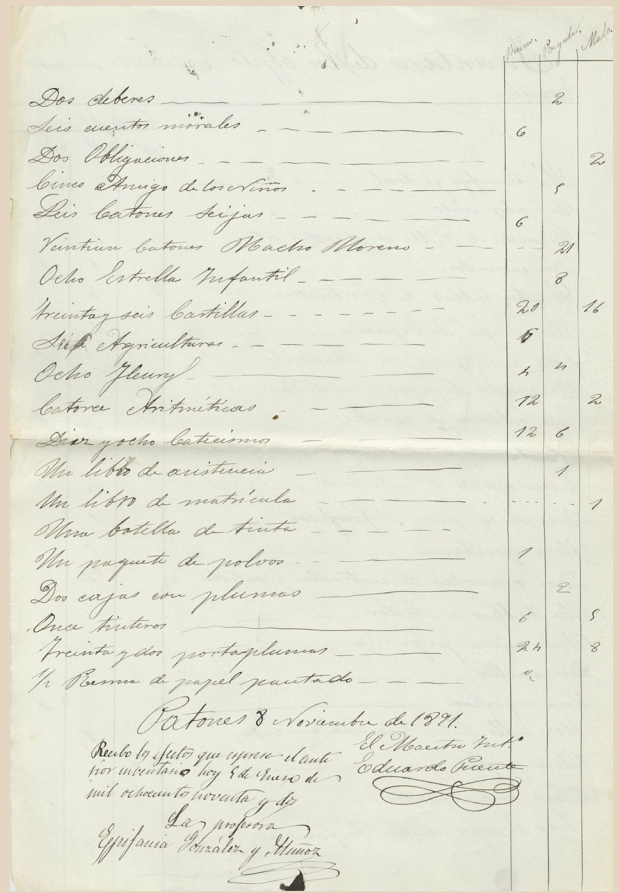 Bueno. Regular. Malo.
Dos deberes 2
Seis cuentos morales 6
Dos Obligaciones 2
Cinco Amigo de los Niños 5
Seis Catones Seijas 6
Veintiun Catones Macho Moreno 21
Ocho Estrella Infantil 8
Treinta y seis Cartillas 20 16
Agriculturas
Ocho Fleury 4 4
Catorce Aritméticas 12 2
Diez y ocho Catecismos 12 6
Un libro de asistencia 1
Un libro de matrícula 1
Una botella de tinta
Un paquete de polvos 1
Dos cajas con plumas 2
Once tinteros 6 5
Treinta y dos portaplumas 24 8
1/2 Resma de papel pautado 1/2
Patones 8 Noviembre de 1891.
El Maestro Int.º
Eduardo Puente
Recibo los efectos que espresa el ante
rior inventario hoy 5 de Enero de
mil ochocientos noventa y dos
La profesora
Epifania González y Muñoz